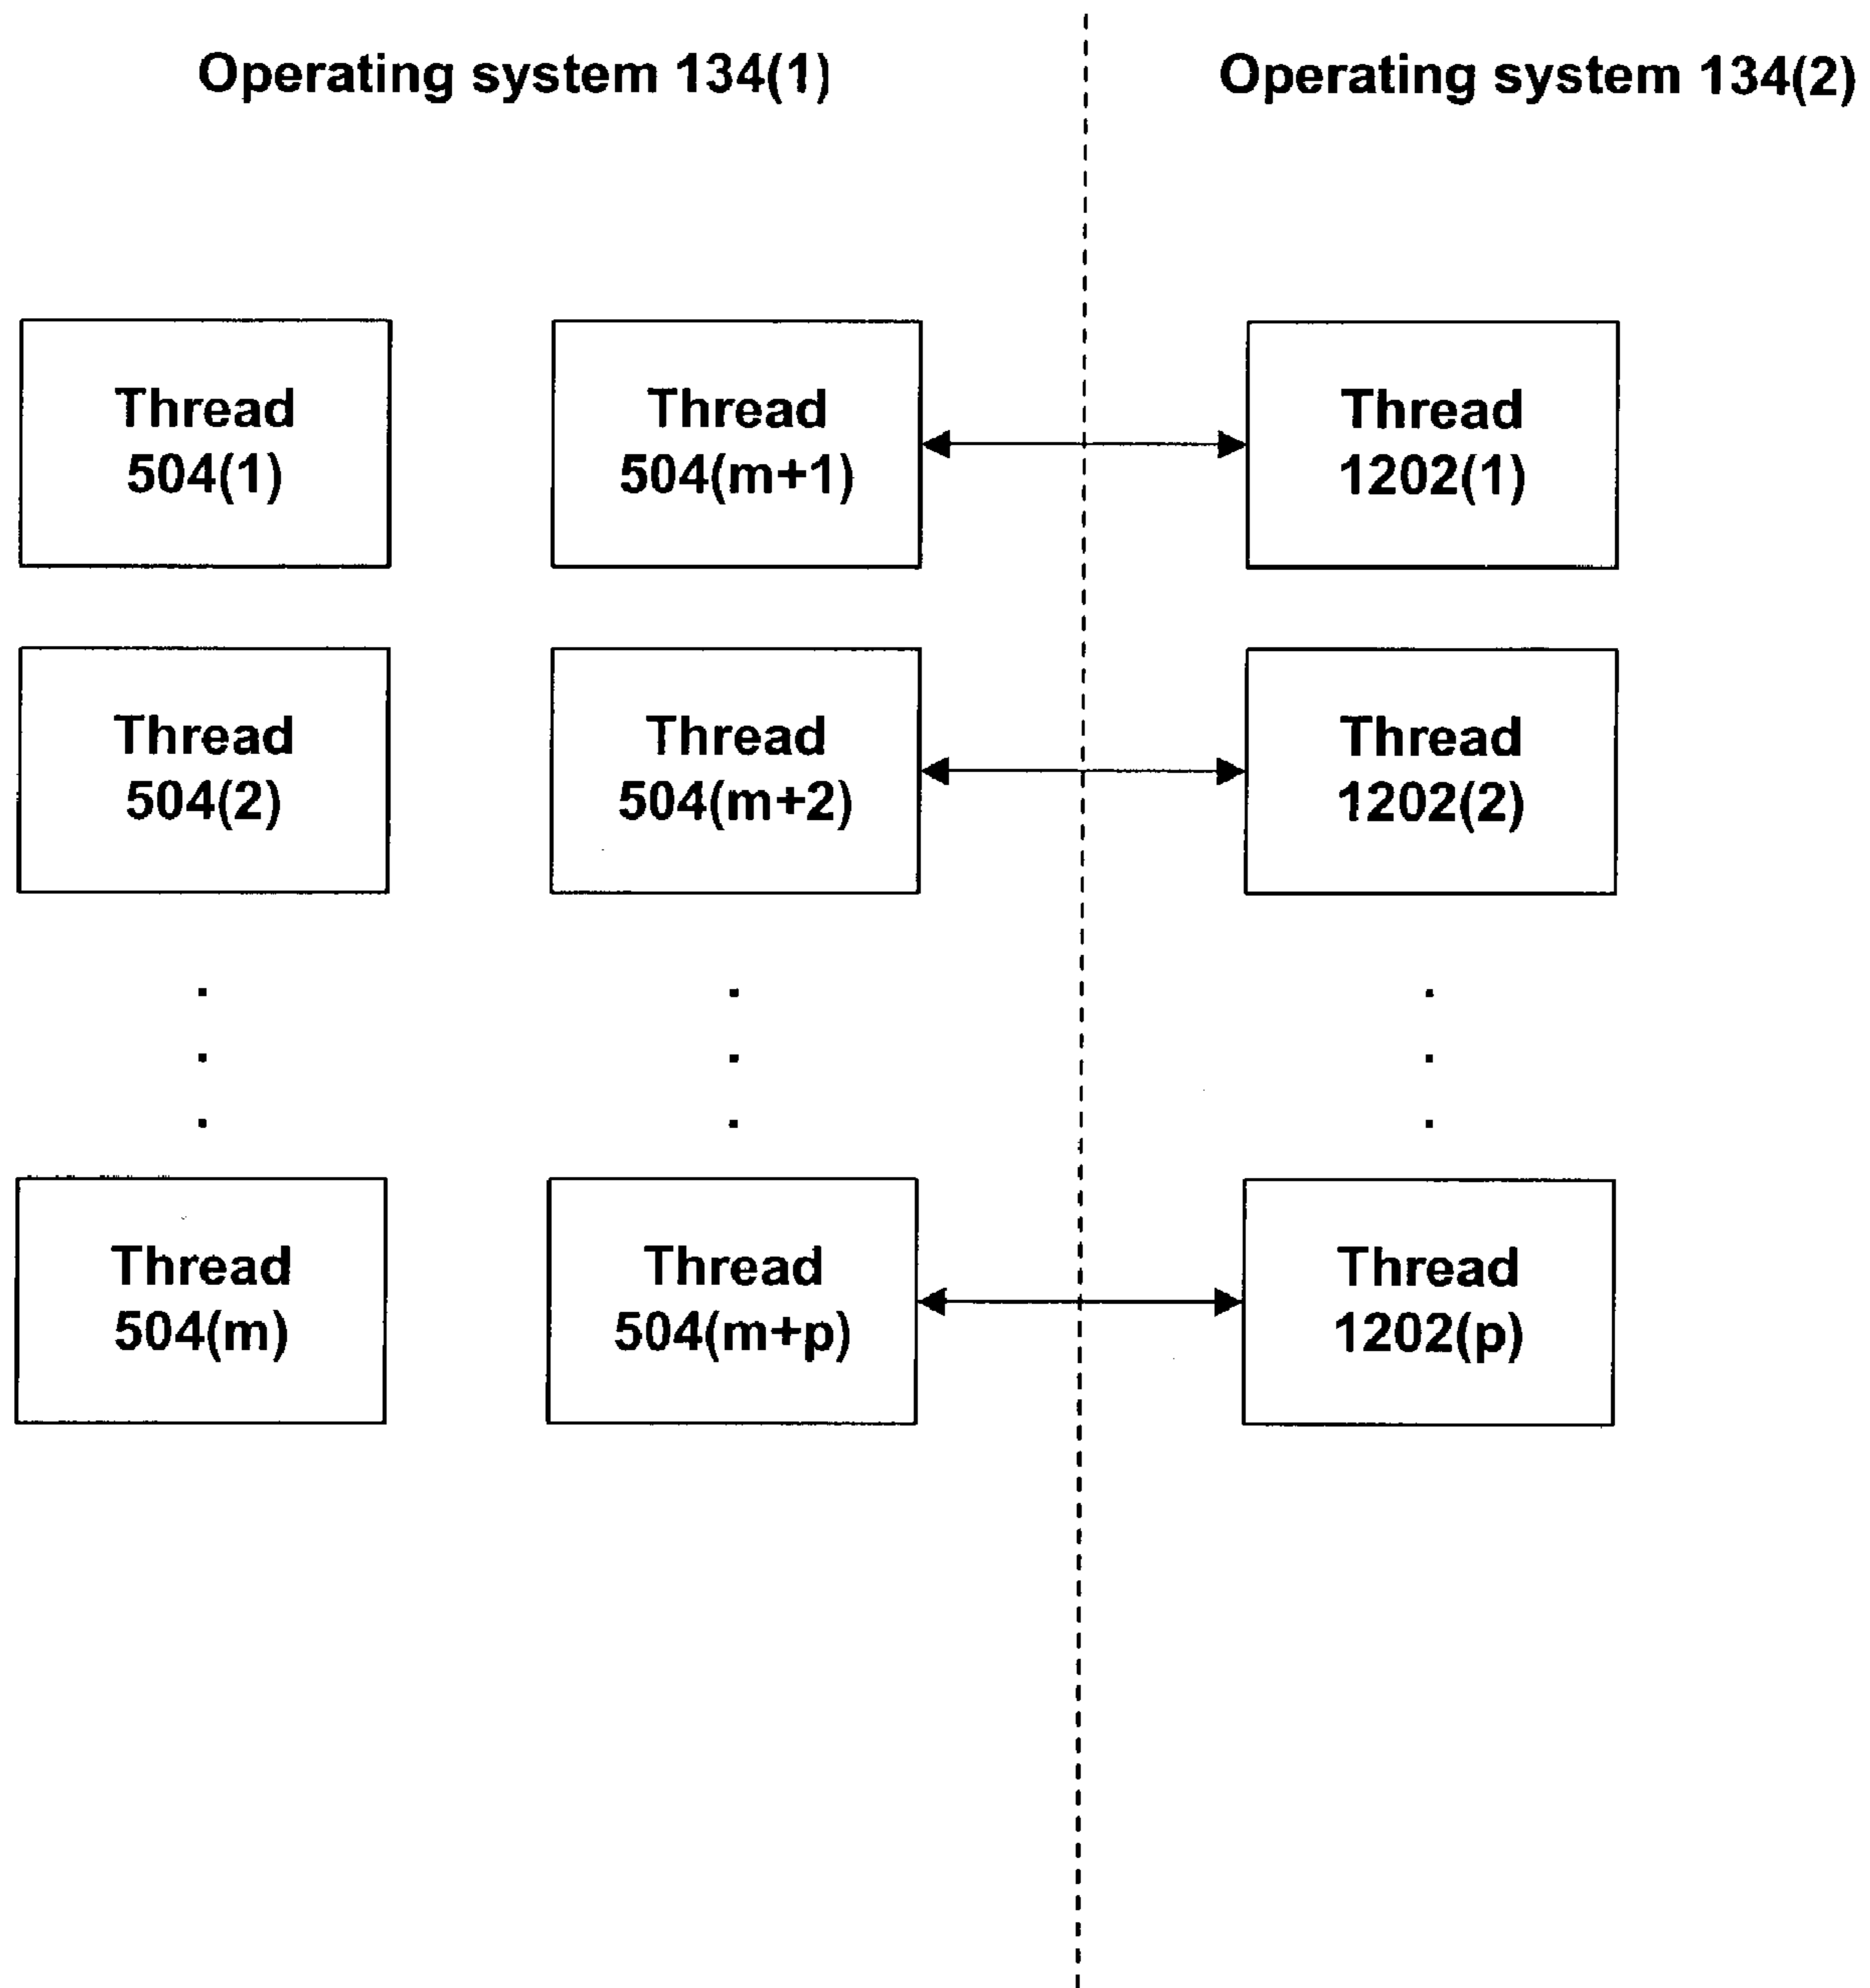 Operating system 134(1)
Operating system 134(2)
Thread
504(1)
Thread
504(m+1)
Thread
1202(1)
Thread
504(2)
Thread
504(m+2)
Thread
1202(2)
Thread
504(m)
Thread
504(m+p)
Thread
1202(p)